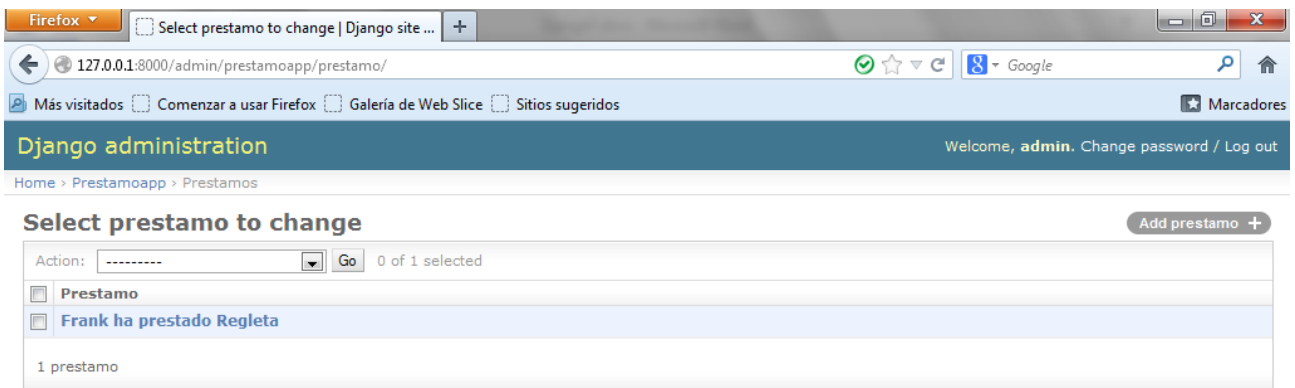 Firefox
Select prestamo to change | Django site ... +
127.0.0.1:8000/admin/prestamoapp/prestamo/ Google
Más visitados Comenzar a usar Firefox Galería de Web Slice Sitios sugeridos Marcadores
Django administration Welcome, admin. Change password / Log out
Home › Prestamoapp › Prestamos
Select prestamo to change Add prestamo +
Action: --------- Go 0 of 1 selected
Prestamo
Frank ha prestado Regleta
1 prestamo